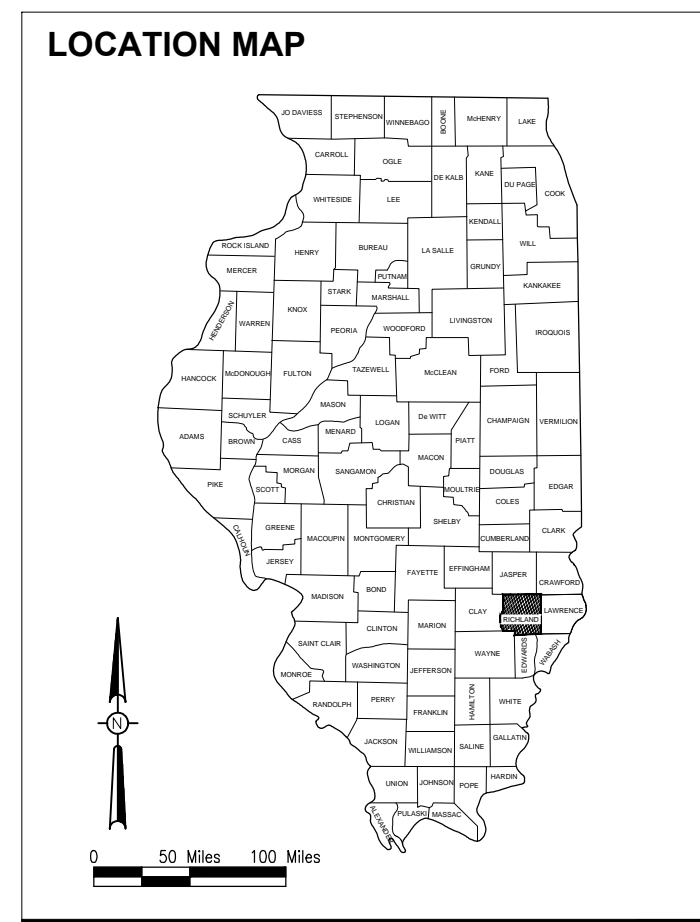 LOCATION MAP
JO DAVIESS
STEPHENSON
WINNEBAGO
BOONE
McHENRY
LAKE
CARROLL
OGLE
DE KALB
KANE
DU PAGE
COOK
WHITESIDE
LEE
KENDALL
WILL
ROCK ISLAND
HENRY
BUREAU
LA SALLE
GRUNDY
MERCER
PUTNAM
KANKAKEE
STARK
MARSHALL
HENDERSON
WARREN
KNOX
PEORIA
WOODFORD
LIVINGSTON
IROQUOIS
HANCOCK
McDONOUGH
FULTON
TAZEWELL
McCLEAN
FORD
MASON
SCHUYLER
LOGAN
De WITT
CHAMPAIGN
VERMILION
ADAMS
BROWN
CASS
MENARD
PIATT
MACON
PIKE
SCOTT
MORGAN
SANGAMON
MOULTRIE
DOUGLAS
EDGAR
CHRISTIAN
COLES
CALHOUN
GREENE
MACOUPIN
MONTGOMERY
SHELBY
CUMBERLAND
CLARK
JERSEY
FAYETTE
EFFINGHAM
JASPER
CRAWFORD
MADISON
BOND
CLAY
RICHLAND
LAWRENCE
CLINTON
MARION
SAINT CLAIR
WAYNE
EDWARDS
WABASH
WASHINGTON
JEFFERSON
MONROE
RANDOLPH
PERRY
FRANKLIN
HAMILTON
WHITE
JACKSON
WILLIAMSON
SALINE
GALLATIN
UNION
JOHNSON
POPE
HARDIN
ALEXANDER
PULASKI
MASSAC
N
0 50 Miles 100 Miles